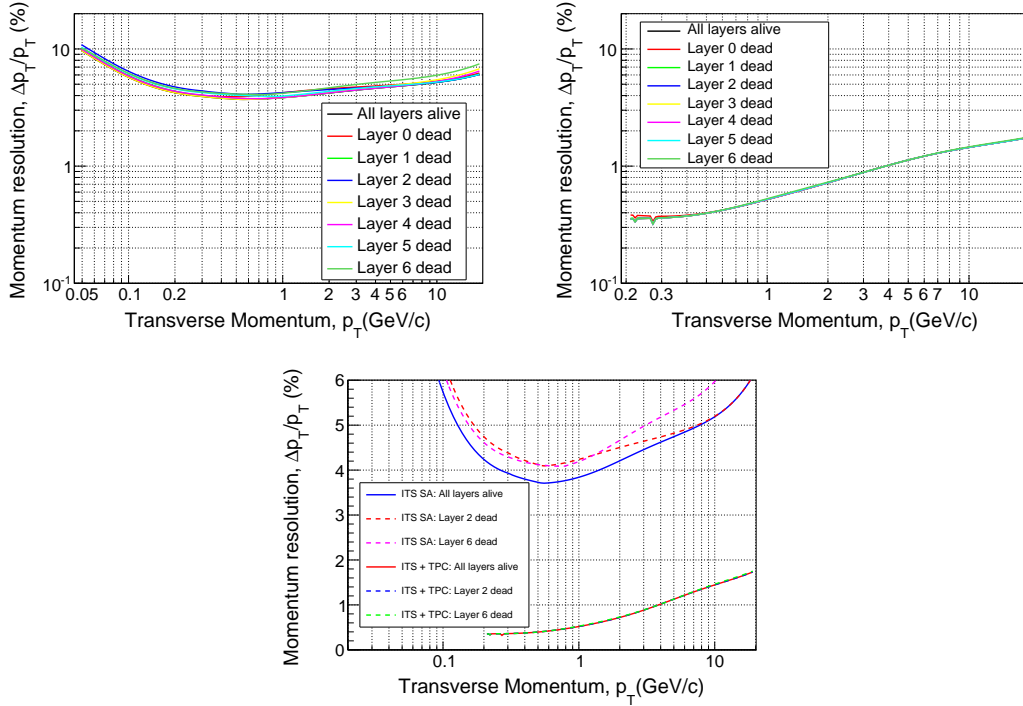 Momentum resolution, Δp_T/p_T (%)
10
1
10^-1
0.05
0.1
0.2
1
2
3
4
5
6
10
Transverse Momentum, p_T(GeV/c)
All layers alive
Layer 0 dead
Layer 1 dead
Layer 2 dead
Layer 3 dead
Layer 4 dead
Layer 5 dead
Layer 6 dead
Momentum resolution, Δp_T/p_T (%)
10
1
10^-1
0.2
0.3
1
2
3
4
5
6
7
10
Transverse Momentum, p_T(GeV/c)
All layers alive
Layer 0 dead
Layer 1 dead
Layer 2 dead
Layer 3 dead
Layer 4 dead
Layer 5 dead
Layer 6 dead
Momentum resolution, Δp_T/p_T (%)
6
5
4
3
2
1
0
0.1
1
10
Transverse Momentum, p_T(GeV/c)
ITS SA: All layers alive
ITS SA: Layer 2 dead
ITS SA: Layer 6 dead
ITS + TPC: All layers alive
ITS + TPC: Layer 2 dead
ITS + TPC: Layer 6 dead